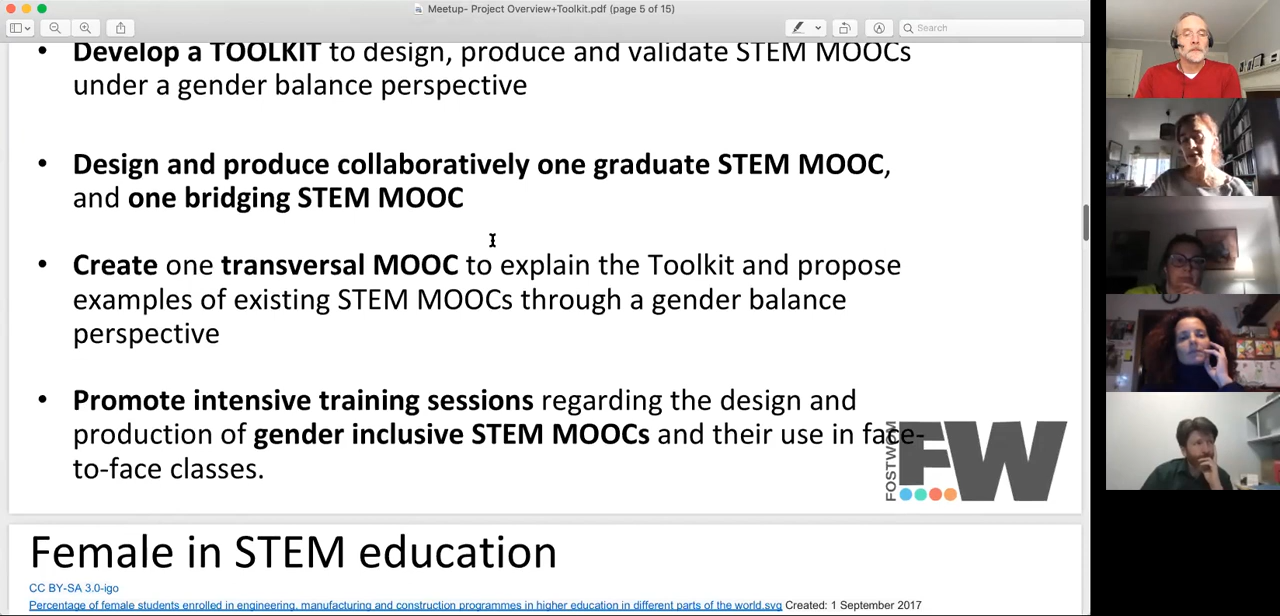 Meetup- Project Overview+Toolkit.pdf (page 5 of 15)
Search
• Develop a TOOLKIT to design, produce and validate STEM MOOCs
under a gender balance perspective
• Design and produce collaboratively one graduate STEM MOOC,
and one bridging STEM MOOC
• Create one transversal MOOC to explain the Toolkit and propose
examples of existing STEM MOOCs through a gender balance
perspective
• Promote intensive training sessions regarding the design and
production of gender inclusive STEM MOOCs and their use in face-
to-face classes.
FOSTWOM
FW
Female in STEM education
CC BY-SA 3.0-igo
Percentage of female students enrolled in engineering, manufacturing and construction programmes in higher education in different parts of the world.svg Created: 1 September 2017